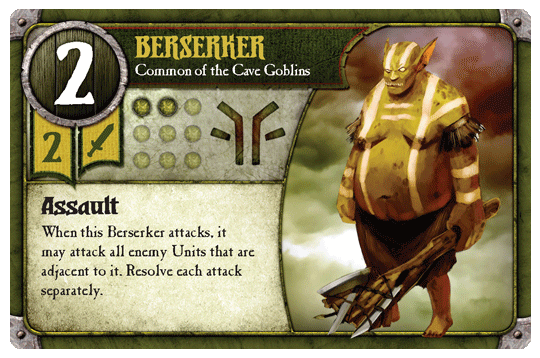 2
BERSERKER
Common of the Cave Goblins
2
Assault
When this Berserker attacks, it
may attack all enemy Units that are
adjacent to it. Resolve each attack
separately.